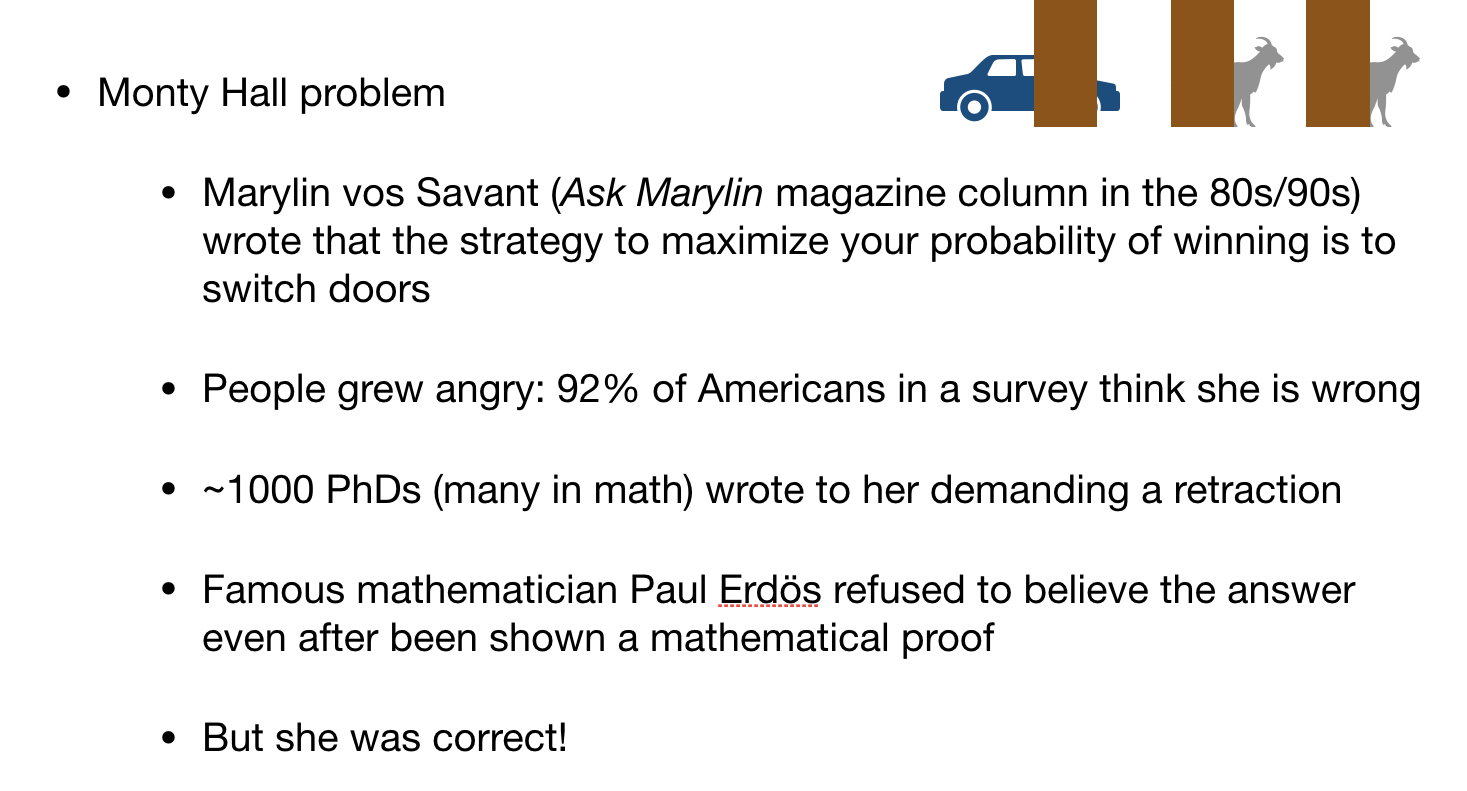 • Monty Hall problem
• Marylin vos Savant (Ask Marylin magazine column in the 80s/90s)
wrote that the strategy to maximize your probability of winning is to
switch doors
• People grew angry: 92% of Americans in a survey think she is wrong
• ~1000 PhDs (many in math) wrote to her demanding a retraction
• Famous mathematician Paul Erdös refused to believe the answer
even after been shown a mathematical proof
• But she was correct!